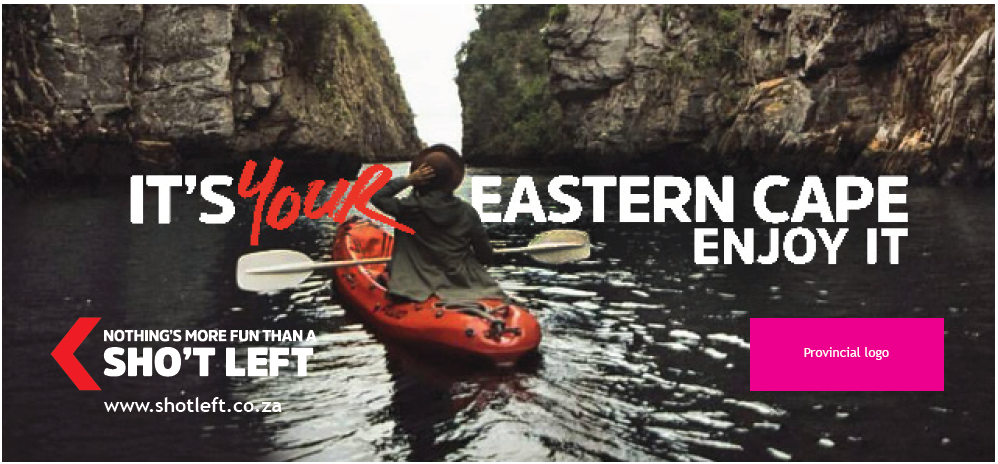 IT'S YOUR EASTERN CAPE
ENJOY IT
NOTHING'S MORE FUN THAN A
SHO'T LEFT
www.shotleft.co.za
Provincial logo